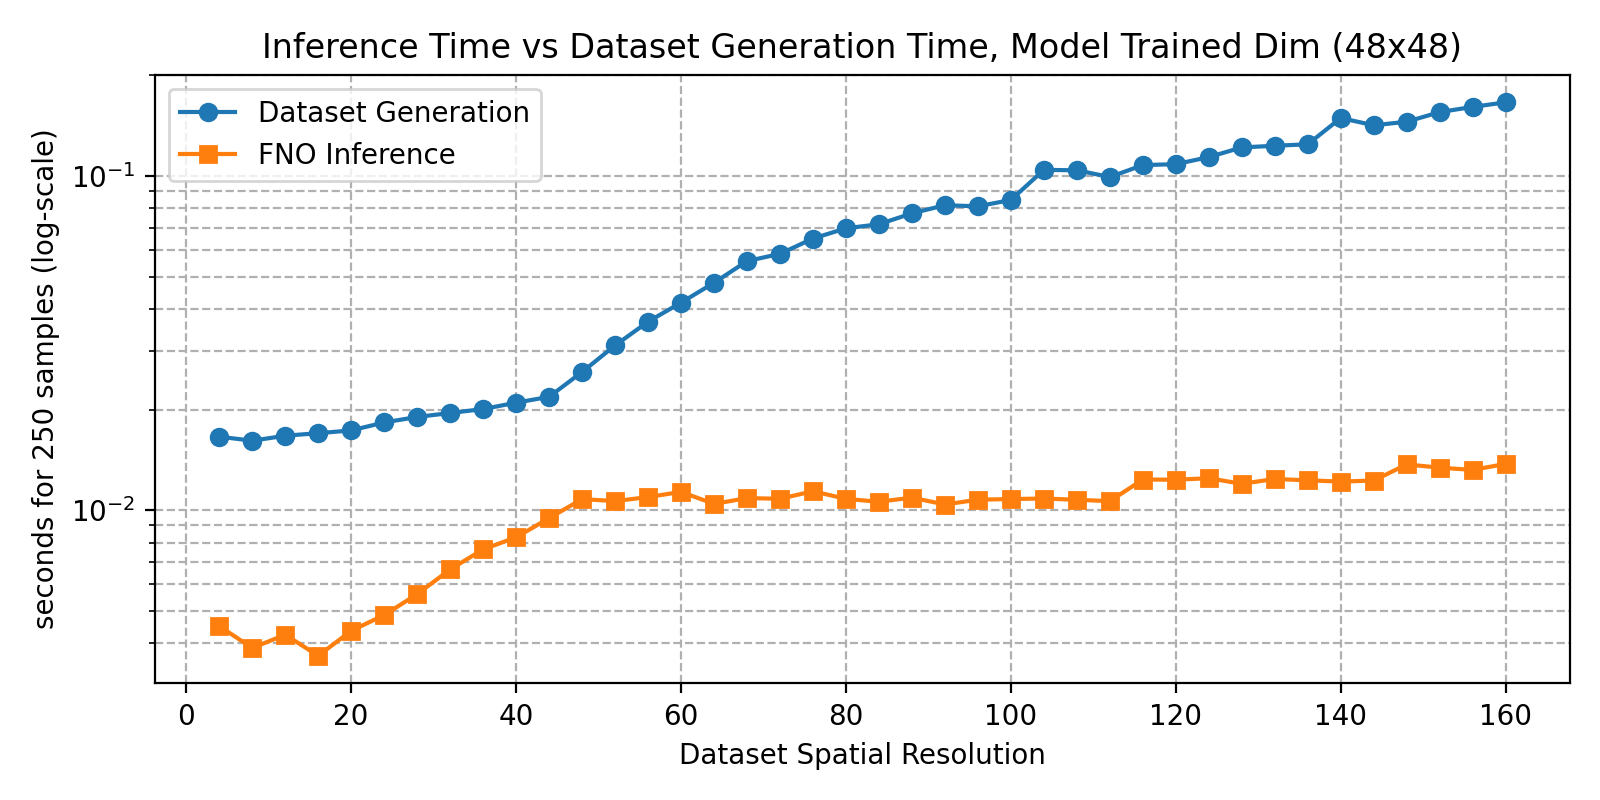 Inference Time vs Dataset Generation Time, Model Trained Dim (48x48)
Dataset Generation
FNO Inference
seconds for 250 samples (log-scale)
10⁻¹
10⁻²
0 20 40 60 80 100 120 140 160
Dataset Spatial Resolution